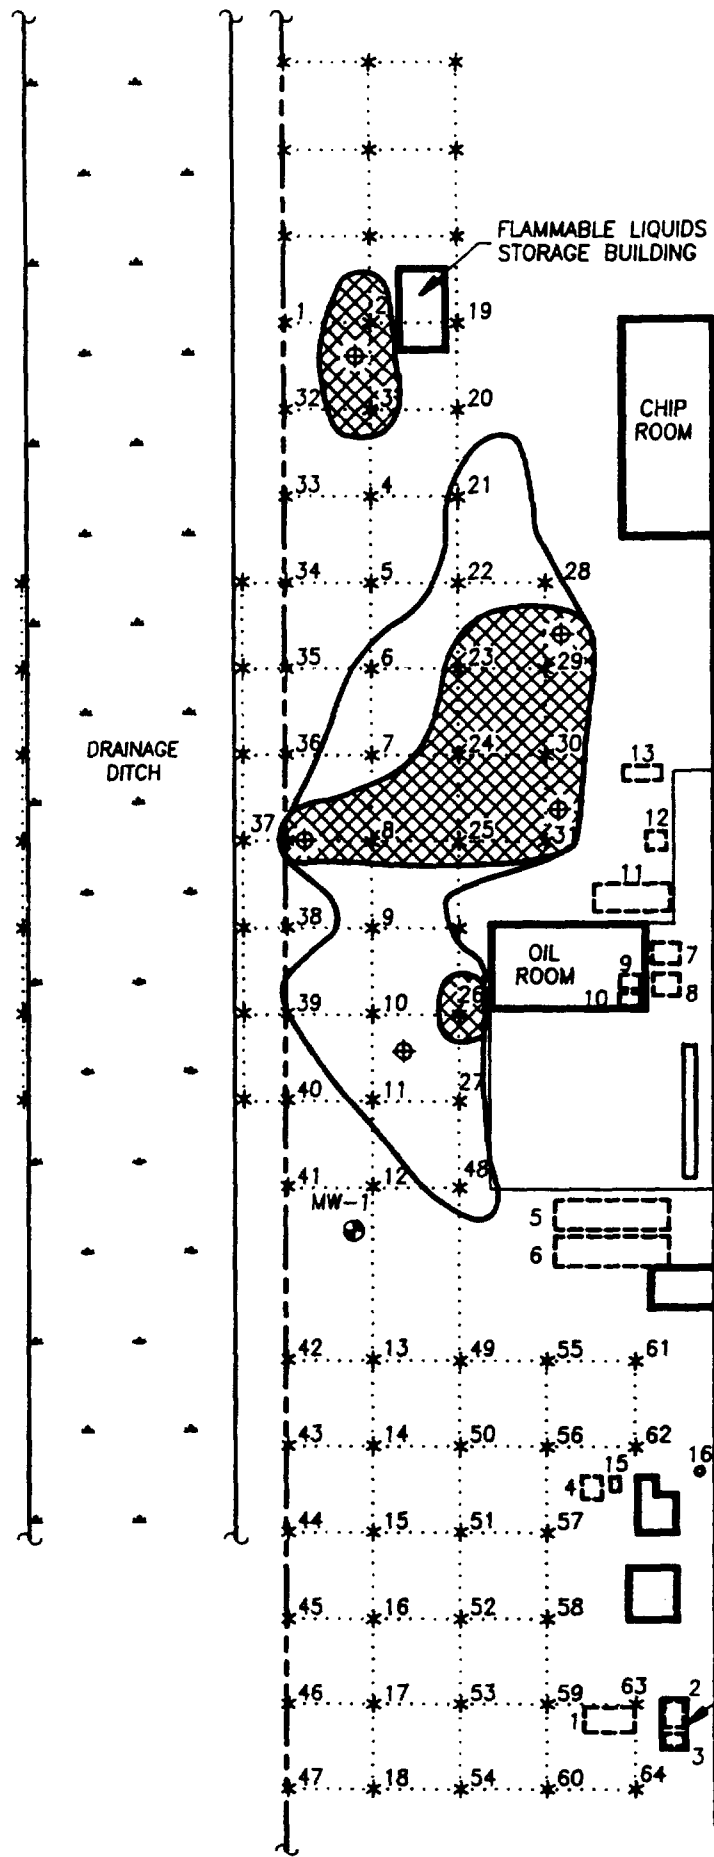 FLAMMABLE LIQUIDS
STORAGE BUILDING
1 2 19
CHIP
ROOM
32 3 20
33 4 21
34 5 22 28
35 6 23 29
36 7 24 30
DRAINAGE
DITCH
13
37 8 25 31
12
11
38 9
OIL
ROOM
7
9
8
10
39 10 26
40 11 27
41 12 48
MW-1
5
6
42 13 49 55 61
43 14 50 56 62
16
15
4
44 15 51 57
45 16 52 58
46 17 53 59 63
2
1
3
47 18 54 60 64